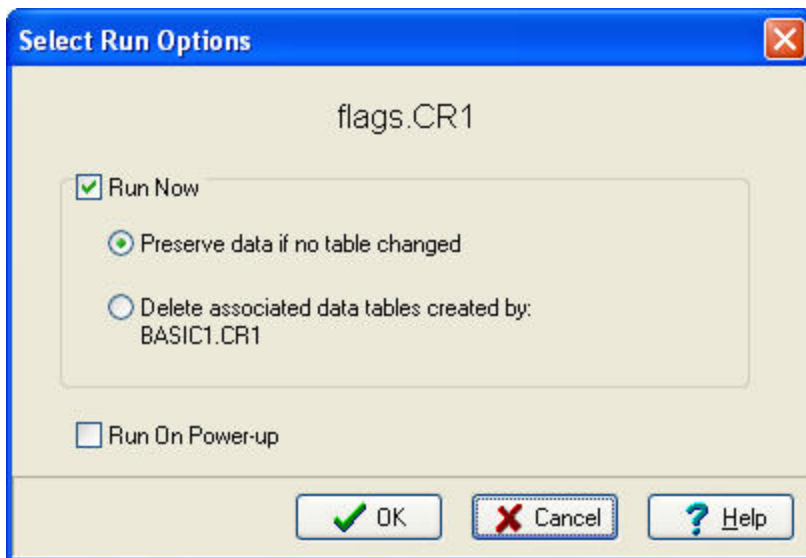 Select Run Options
flags.CR1
Run Now
Preserve data if no table changed
Delete associated data tables created by:
BASIC1.CR1
Run On Power-up
OK Cancel Help